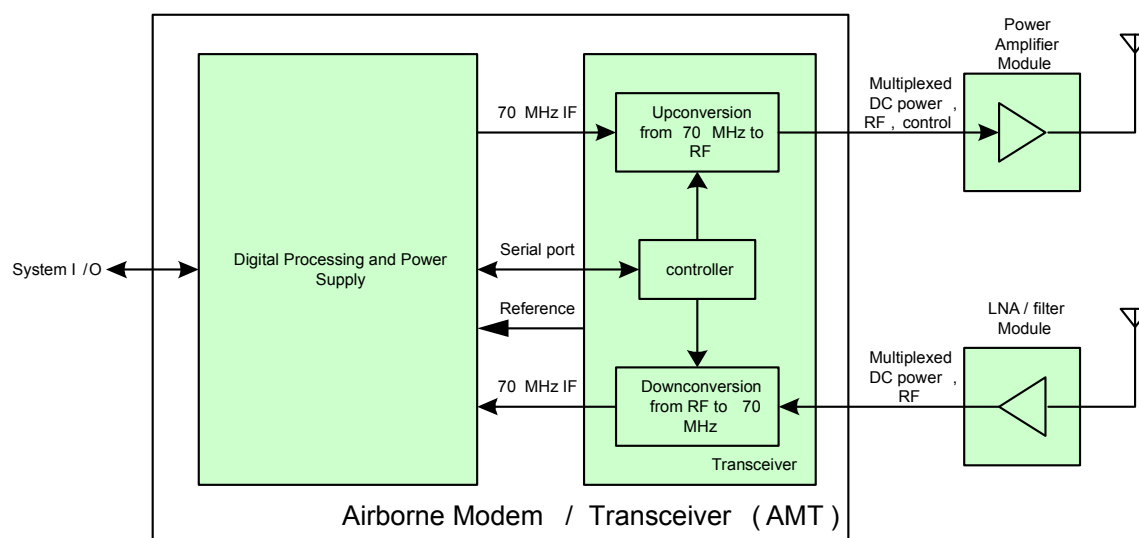 Power
Amplifier
Module
Multiplexed
DC power ,
RF , control
70 MHz IF
Upconversion
from 70 MHz to
RF
System I /O
Digital Processing and Power
Supply
Serial port
controller
Reference
LNA / filter
Module
Multiplexed
DC power ,
RF
70 MHz IF
Downconversion
from RF to 70
MHz
Transceiver
Airborne Modem / Transceiver ( AMT )